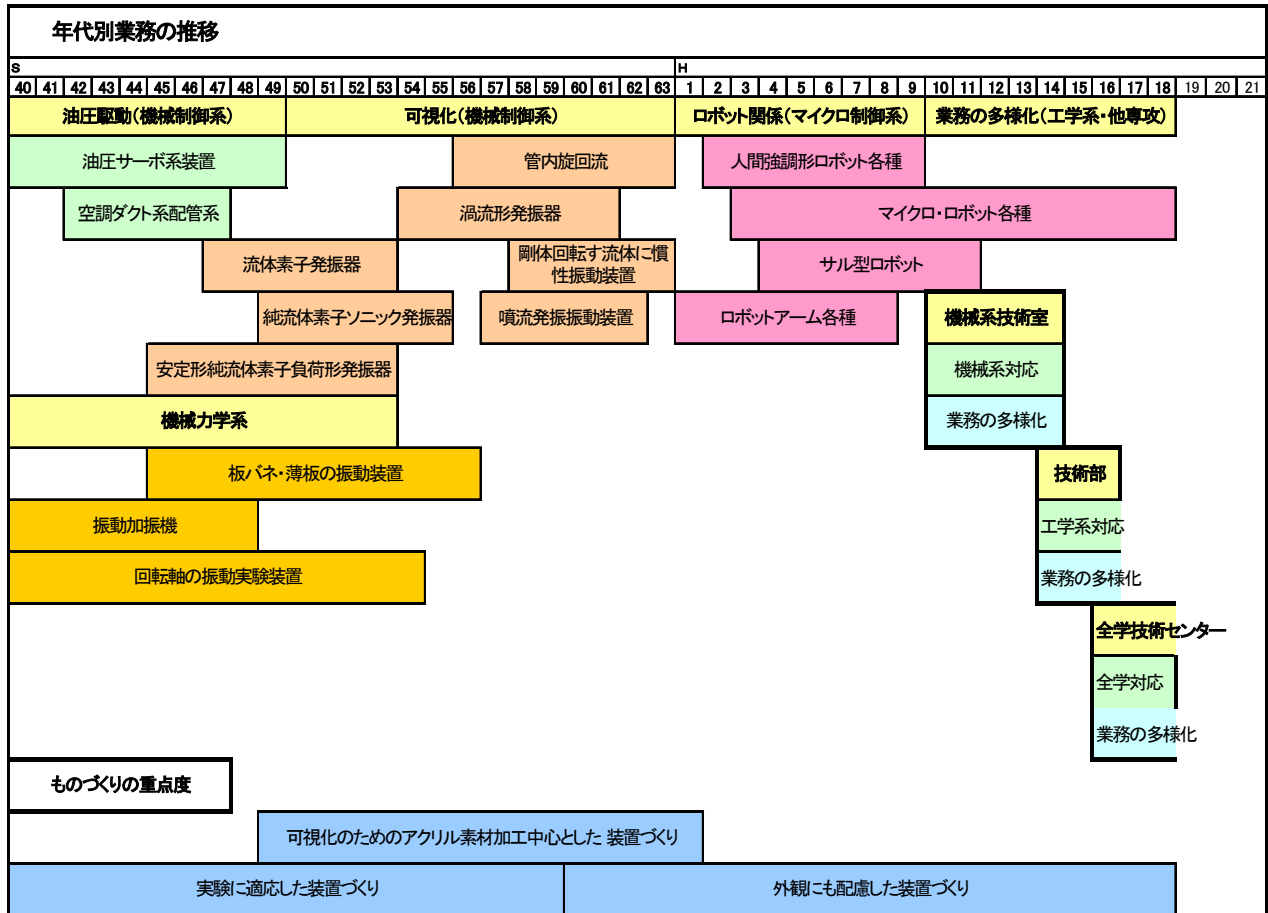 年代別業務の推移
S H
40 41 42 43 44 45 46 47 48 49 50 51 52 53 54 55 56 57 58 59 60 61 62 63 1 2 3 4 5 6 7 8 9 10 11 12 13 14 15 16 17 18 19 20 21
油圧駆動(機械制御系) 可視化(機械制御系) ロボット関係(マイクロ制御系) 業務の多様化(工学系・他専攻)
油圧サーボ系装置 管内旋回流 人間強調形ロボット各種
空調ダクト系配管系 渦流形発振器 マイクロ・ロボット各種
流体素子発振器 剛体回転す流体に慣 サル型ロボット
性振動装置
純流体素子ソニック発振器 噴流発振振動装置 ロボットアーム各種 機械系技術室
安定形純流体素子負荷形発振器 機械系対応
機械力学系 業務の多様化
板バネ・薄板の振動装置 技術部
振動加振機 工学系対応
回転軸の振動実験装置 業務の多様化
全学技術センター
全学対応
業務の多様化
ものづくりの重点度
可視化のためのアクリル素材加工中心とした 装置づくり
実験に適応した装置づくり 外観にも配慮した装置づくり